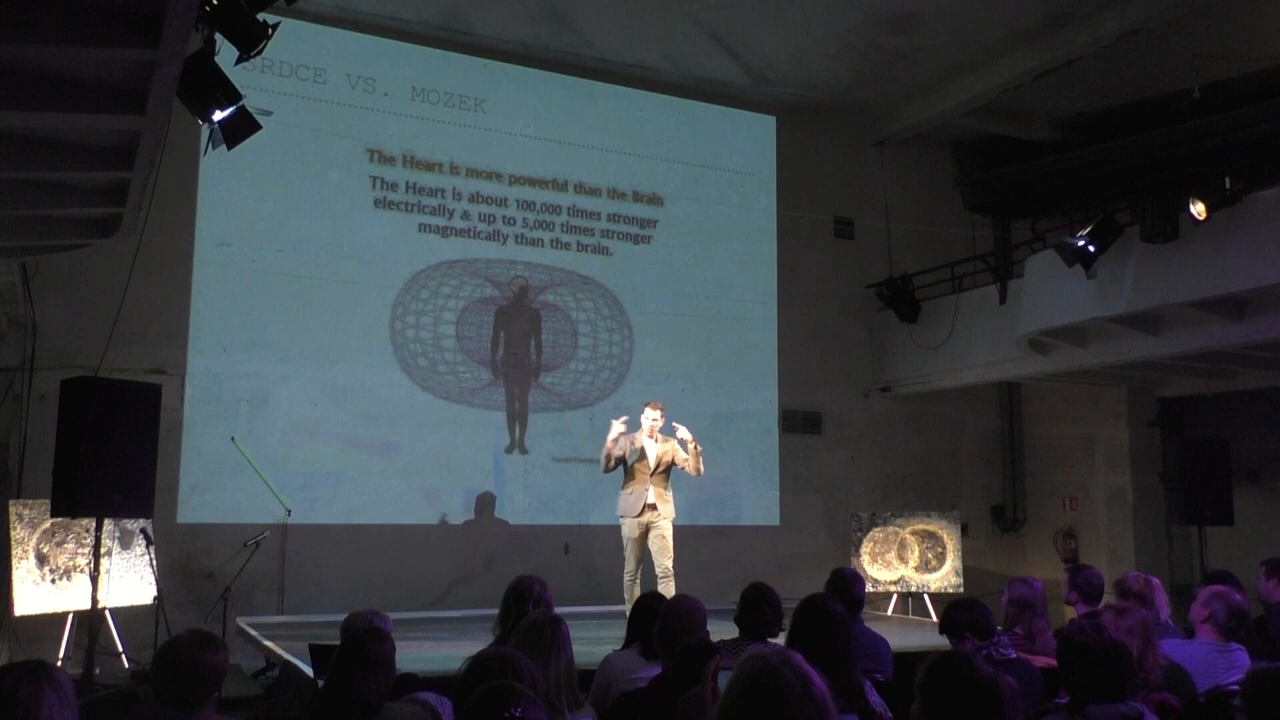 SRDCE VS. MOZEK
The Heart is more powerful than the Brain
The Heart is about 100,000 times stronger
electrically & up to 5,000 times stronger
magnetically than the brain.